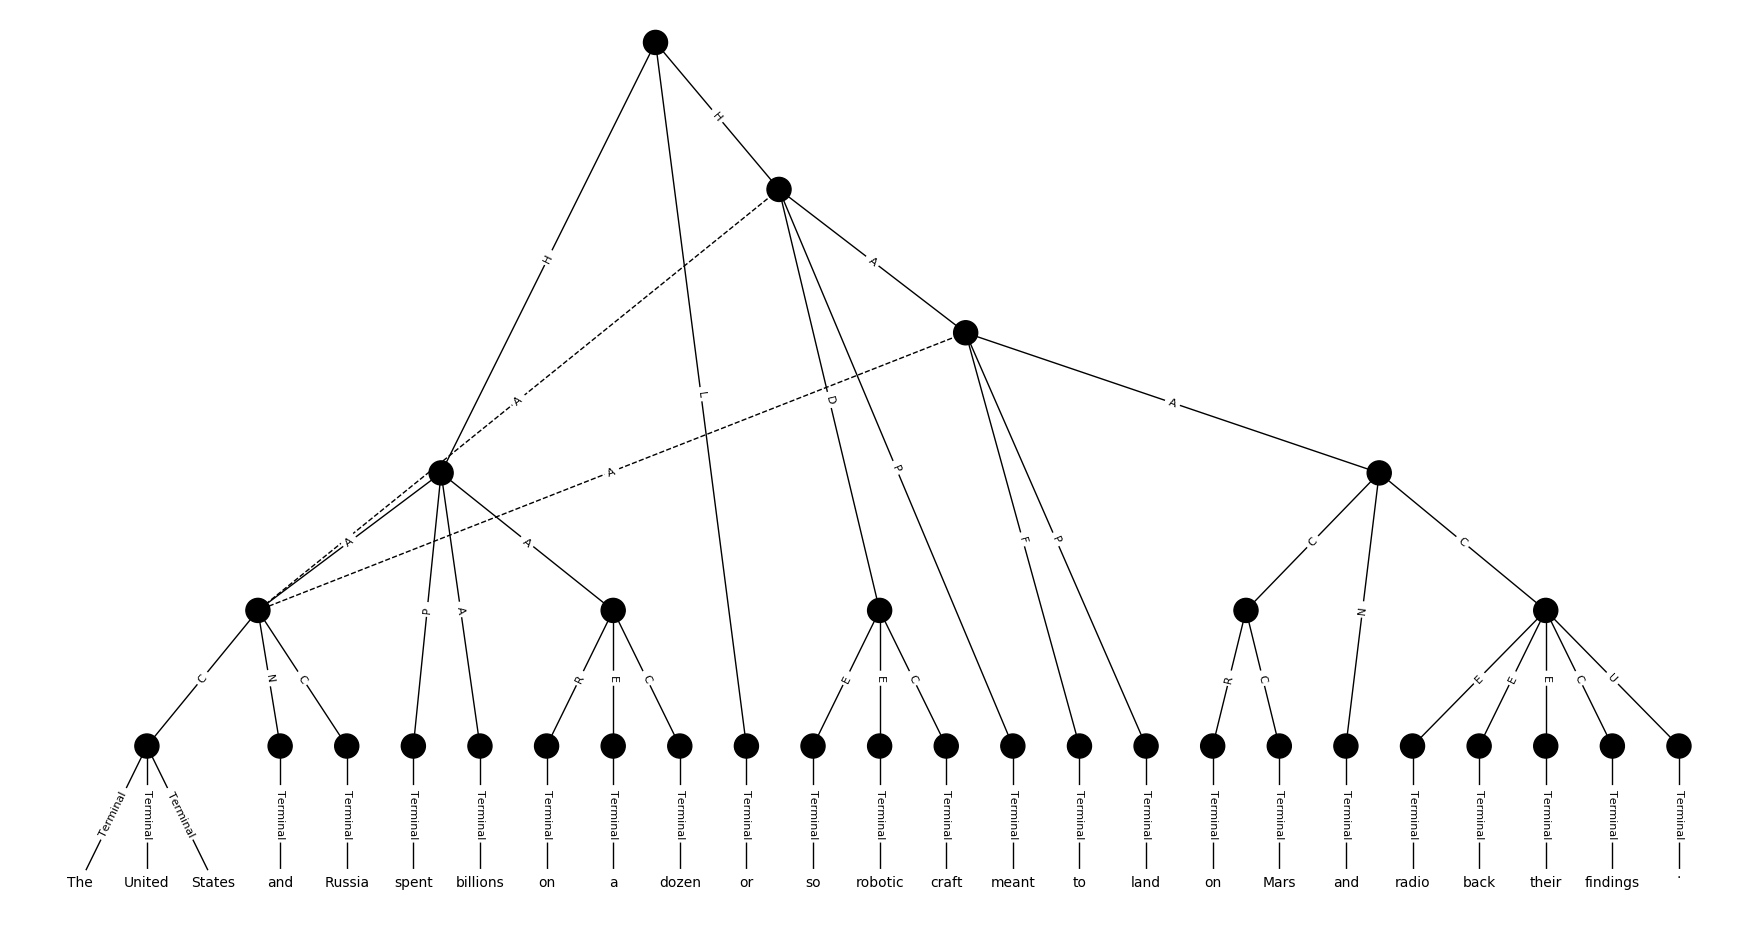 H
H
A
A
D
P
L
A
A
F
P
A
A
P
A
C
N
C
C
N
C
R
E
C
E
E
C
R
C
E
E
E
C
U
Terminal Terminal Terminal Terminal Terminal Terminal Terminal Terminal Terminal Terminal Terminal Terminal Terminal Terminal Terminal Terminal Terminal Terminal Terminal Terminal Terminal Terminal Terminal Terminal Terminal
The United States and Russia spent billions on a dozen or so robotic craft meant to land on Mars and radio back their findings .